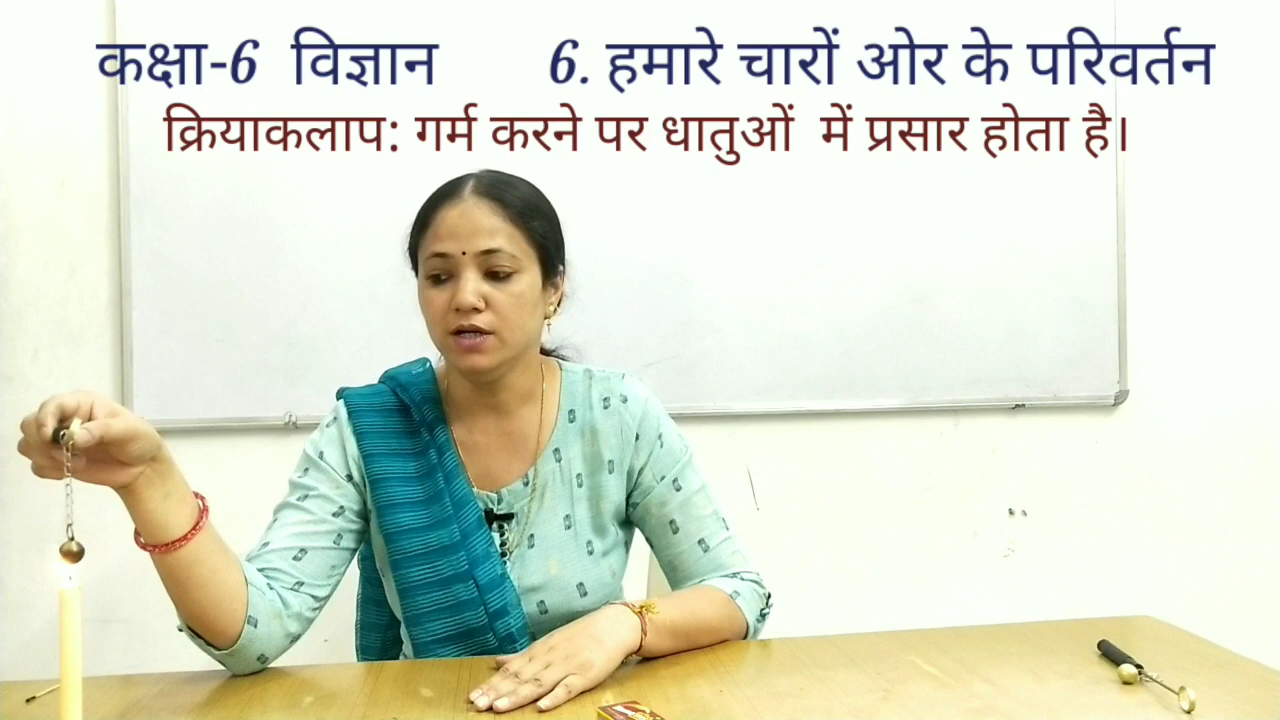 कक्षा-6 विज्ञान 6. हमारे चारों ओर के परिवर्तन
क्रियाकलाप: गर्म करने पर धातुओं में प्रसार होता है।